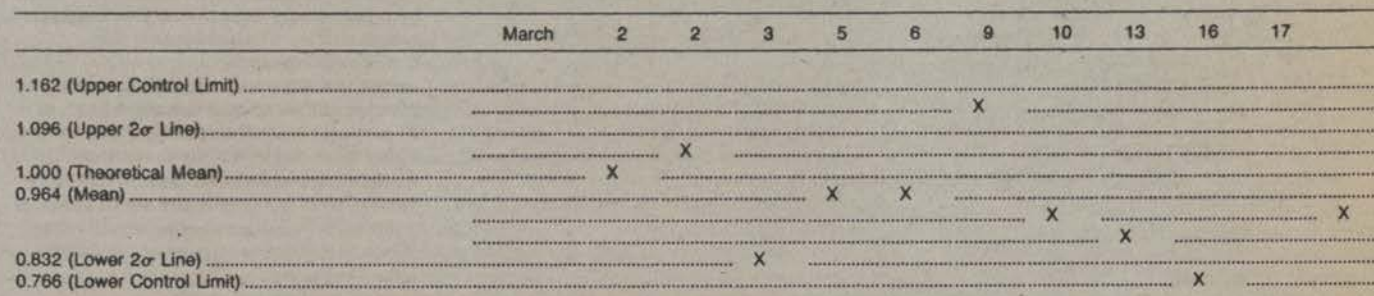 March 2 2 3 5 6 9 10 13 16 17
1.162 (Upper Control Limit)
X
1.096 (Upper 2σ Line)
X
1.000 (Theoretical Mean) X
0.964 (Mean) X X
X X
X
0.832 (Lower 2σ Line) X
0.766 (Lower Control Limit) X